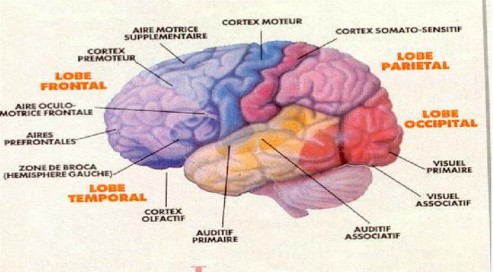 AIRE MOTRICE
SUPPLÉMENTAIRE
CORTEX MOTEUR
CORTEX SOMATO-SENSITIF
CORTEX
PREMOTEUR
LOBE
PARIETAL
LOBE
FRONTAL
AIRE OCULO-
MOTRICE FRONTALE
LOBE
OCCIPITAL
AIRES
PREFRONTALES
ZONE DE BROCA
(HEMISPHERE GAUCHE)
VISUEL
PRIMAIRE
LOBE
TEMPORAL
VISUEL
ASSOCIATIF
CORTEX
OLFACTIF
AUDITIF
PRIMAIRE
AUDITIF
ASSOCIATIF